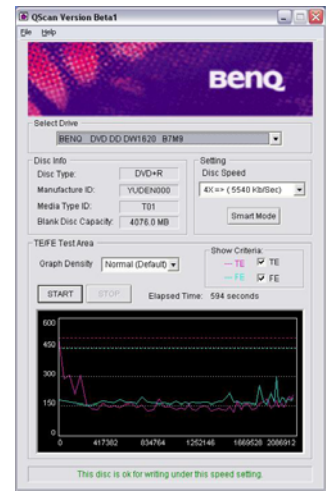 QScan Version Beta1
File Help
BenQ
Select Drive
BENQ DVD DD DW1620 B7M9
Disc Info
Disc Type: DVD+R
Manufacture ID: YUDEN000
Media Type ID: T01
Blank Disc Capacity: 4076.0 MB
Setting
Disc Speed
4X=> ( 5540 Kb/Sec)
Smart Mode
TE/FE Test Area
Graph Density Normal (Default)
Show Criteria:
TE TE
FE FE
START STOP Elapsed Time: 594 seconds
600
450
300
150
0
0 417382 834764 1252146 1669528 2086912
This disc is ok for writing under this speed setting.